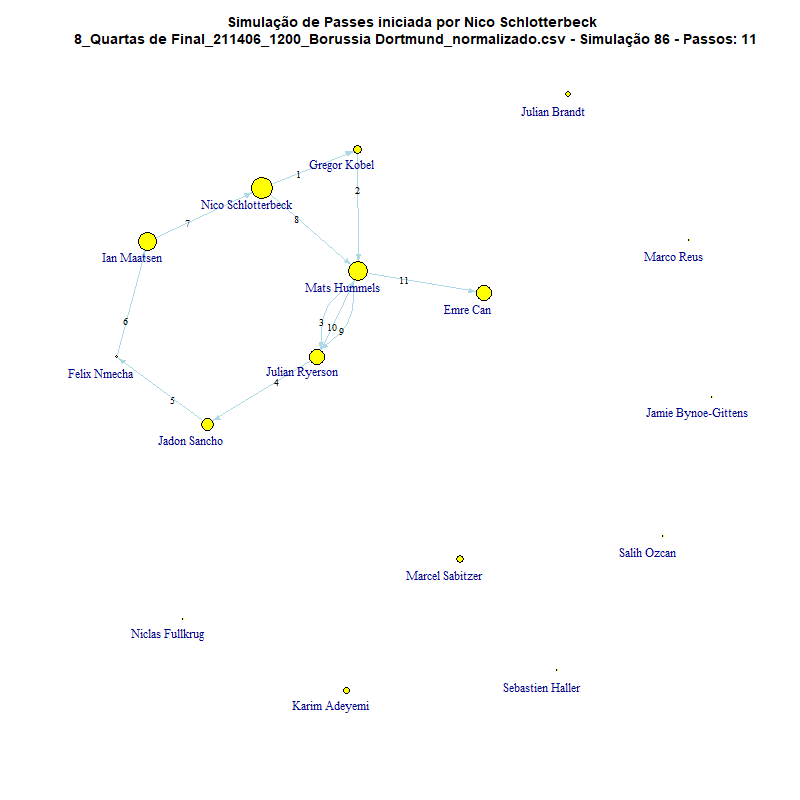 Simulação de Passes iniciada por Nico Schlotterbeck
8_Quartas de Final_211406_1200_Borussia Dortmund_normalizado.csv - Simulação 86 - Passos: 11
Julian Brandt
Gregor Kobel
1
2
Nico Schlotterbeck
7
8
Ian Maatsen
Marco Reus
Mats Hummels
11
Emre Can
6
3
10
9
Felix Nmecha
Julian Ryerson
4
5
Jamie Bynoe-Gittens
Jadon Sancho
Salih Ozcan
Marcel Sabitzer
Niclas Fullkrug
Sebastien Haller
Karim Adeyemi